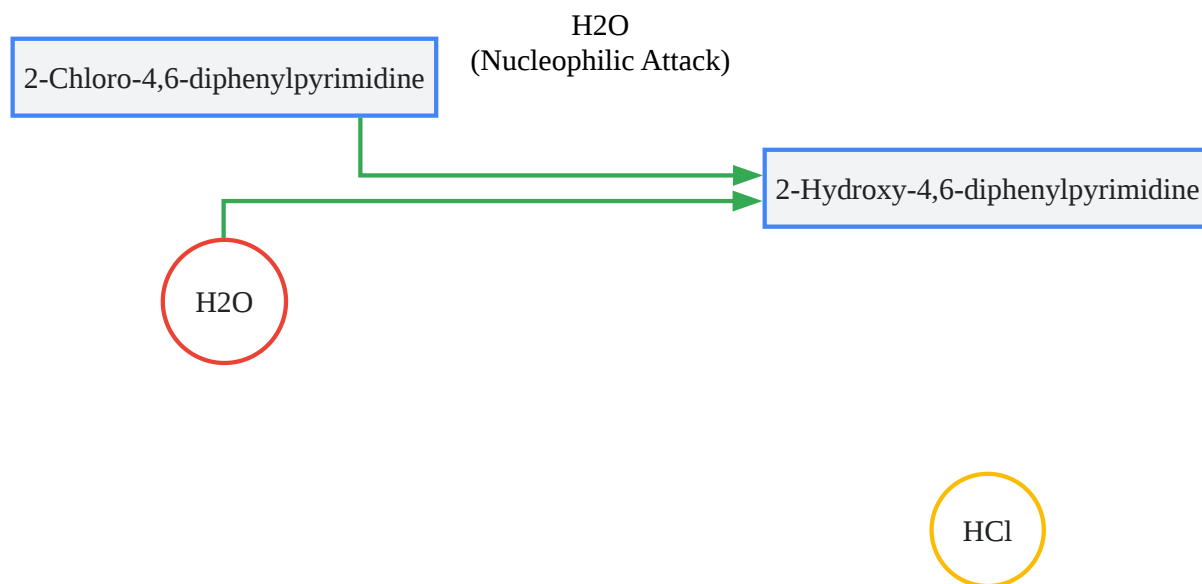 H2O
(Nucleophilic Attack)
2-Chloro-4,6-diphenylpyrimidine
2-Hydroxy-4,6-diphenylpyrimidine
H2O
HCl